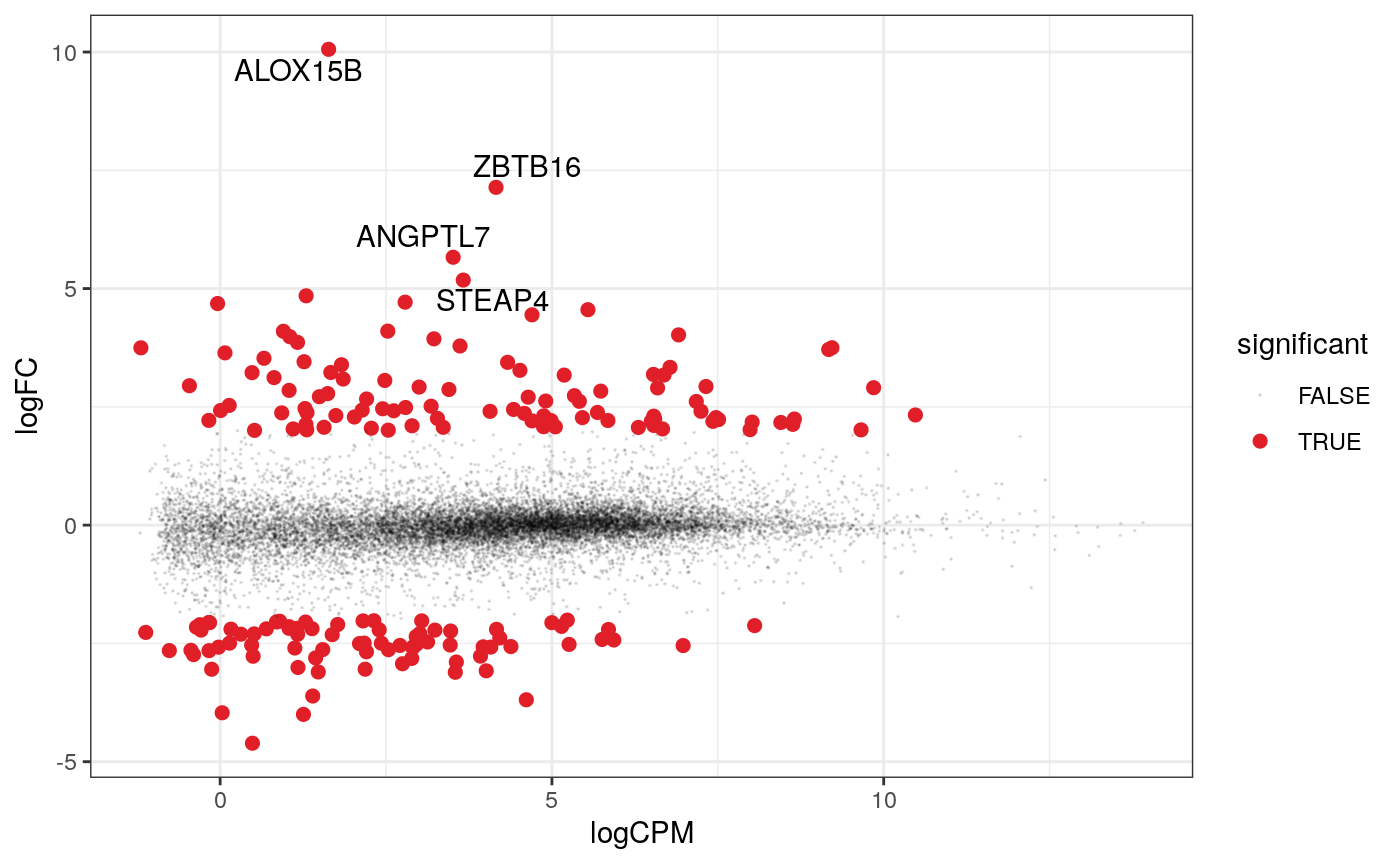 10
ALOX15B
ZBTB16
ANGPTL7
5
STEAP4
logFC
0
-5
0
5
10
logCPM
significant
FALSE
TRUE